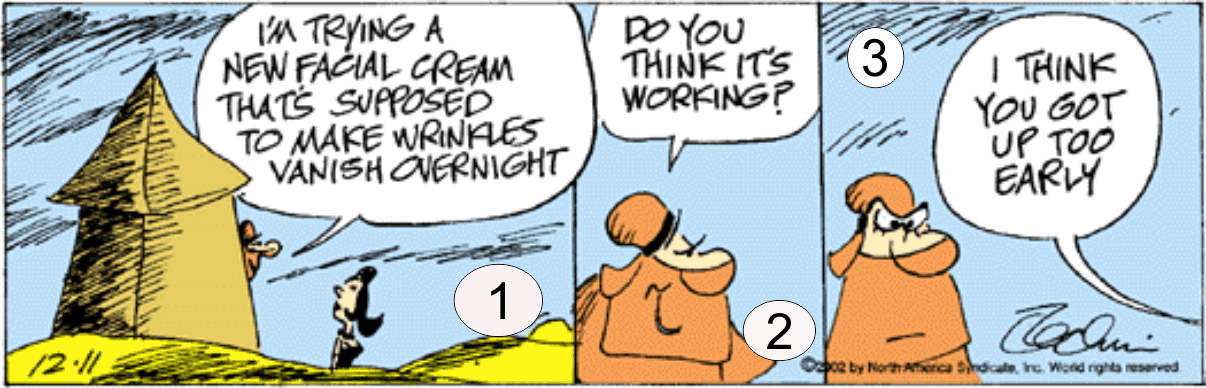 I'M TRYING A
NEW FACIAL CREAM
THAT'S SUPPOSED
TO MAKE WRINKLES
VANISH OVERNIGHT
1
12·11
DO YOU
THINK IT'S
WORKING?
2
3
I THINK
YOU GOT
UP TOO
EARLY
©2002 by North America Syndicate, Inc. World rights reserved